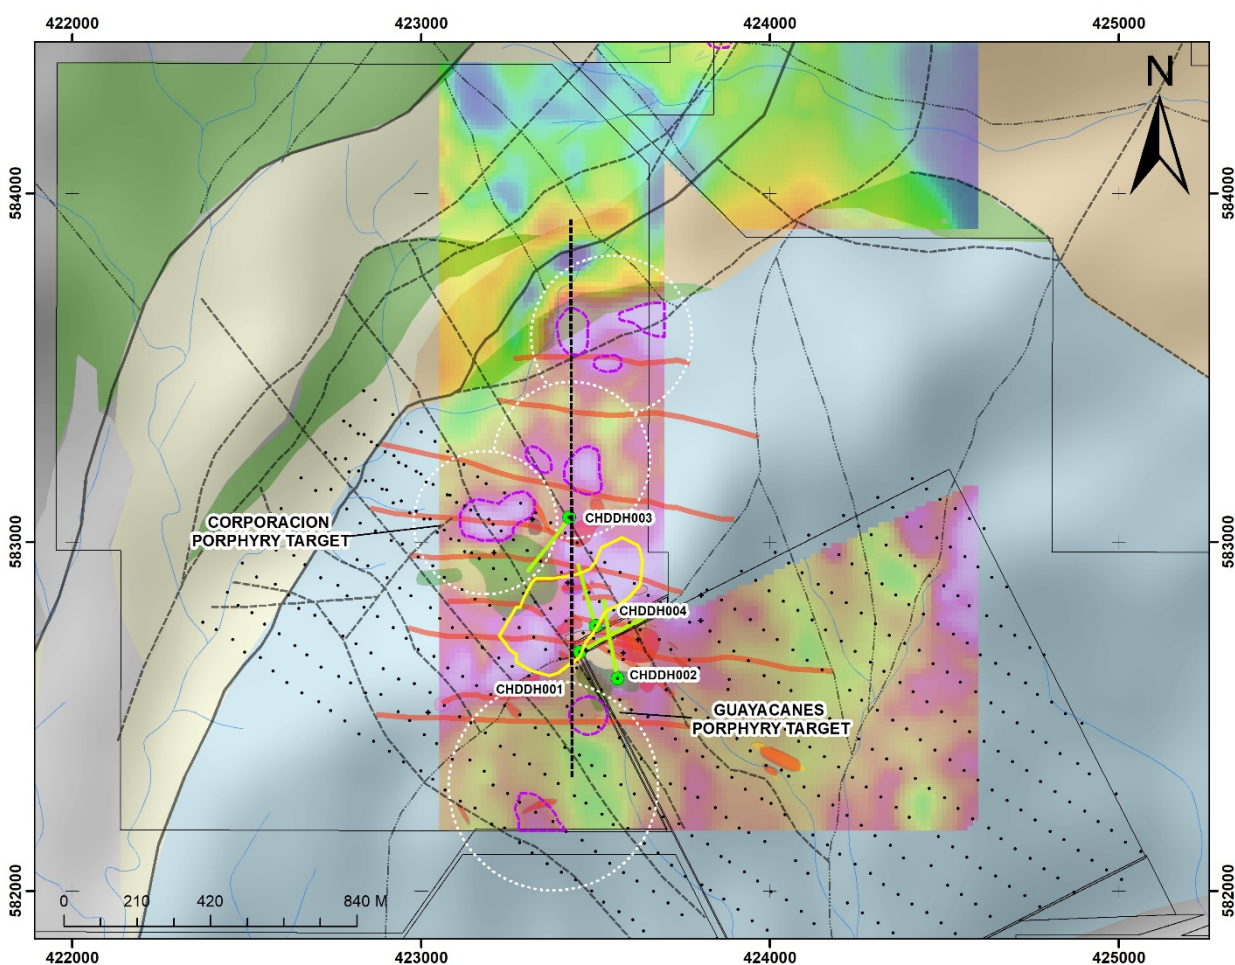 422000 423000 424000 425000
N
584000 584000
CHDDH003
CORPORACION
PORPHYRY TARGET
583000 583000
CHDDH004
CHDDH002
CHDDH001
GUAYACANES
PORPHYRY TARGET
582000 582000
0 210 420 840 M
422000 423000 424000 425000